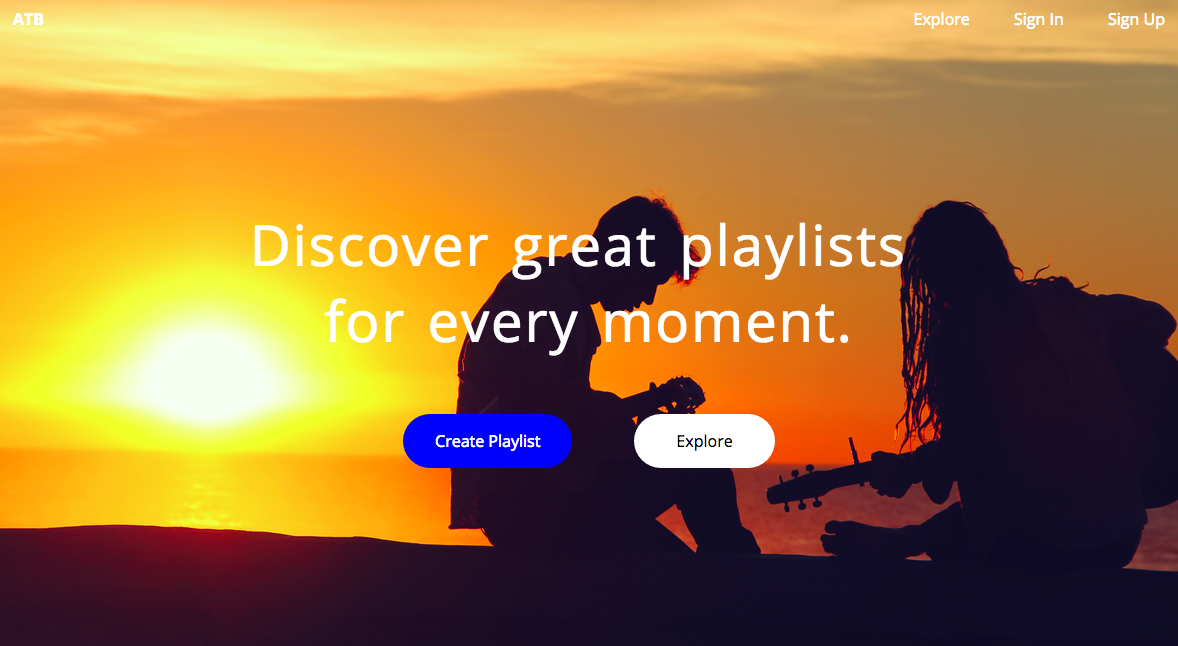 ATB
Explore
Sign In
Sign Up
Discover great playlists
for every moment.
Create Playlist
Explore